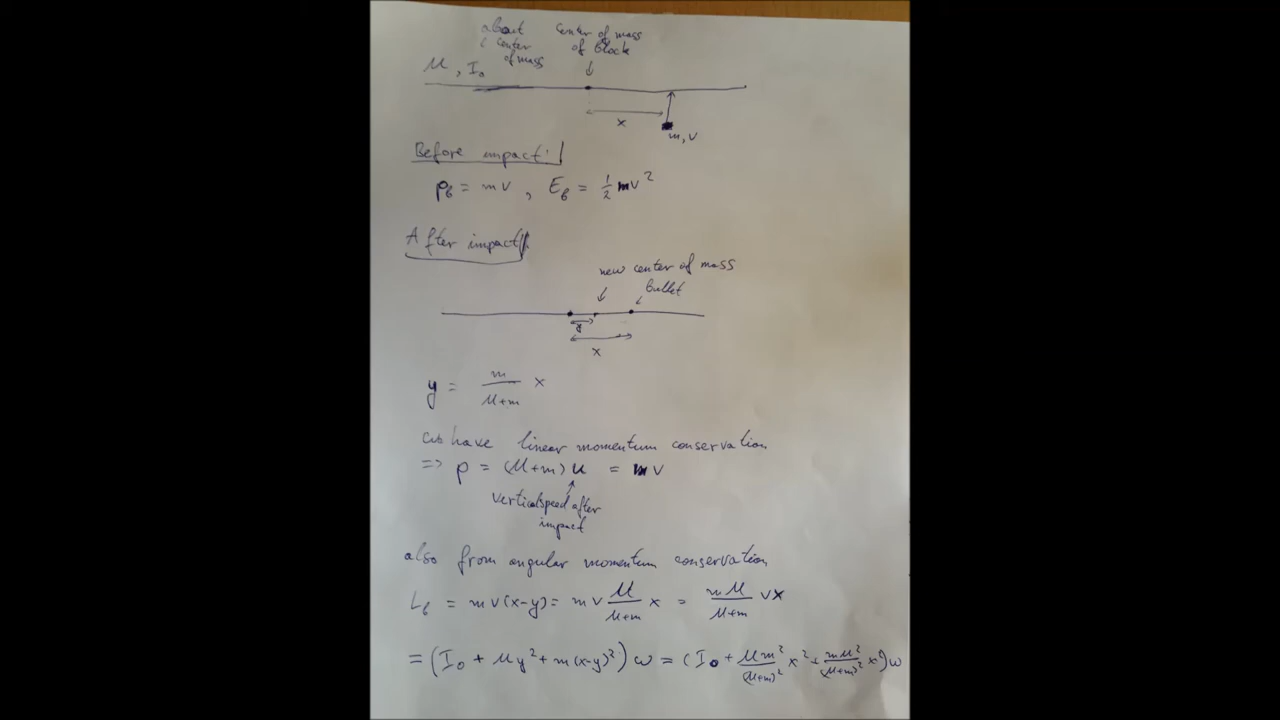 about center of mass
center of block
of mass
M, I₀
x
m, v
Before impact:
p_b = mv , E_b = 1/2 mv²
After impact:
new center of mass
bullet
y
x
y = m/(M+m) x
we have linear momentum conservation
=> p = (M+m) u = mv
vertical speed after
impact
also from angular momentum conservation
L_b = mv(x-y) = mv M/(M+m) x = mM/(M+m) vx
= (I₀ + My² + m(x-y)²) ω = (I₀ + Mm²/(M+m)² x² + mM²/(M+m)² x²) ω